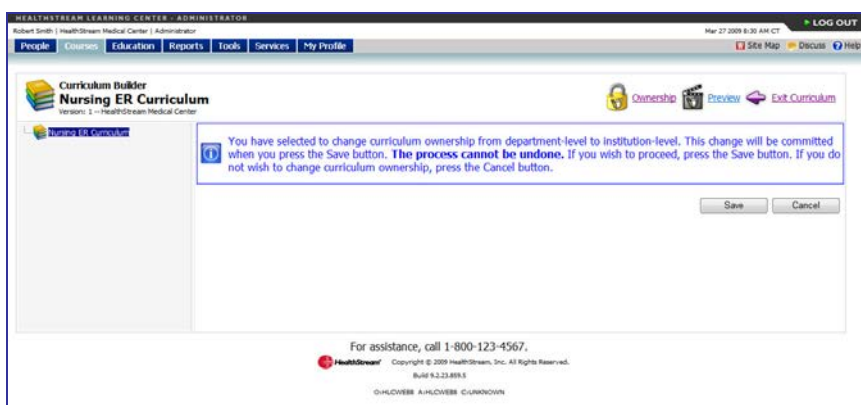 HEALTHSTREAM LEARNING CENTER - ADMINISTRATOR
LOG OUT
Robert Smith | HealthStream Medical Center | Administrator
Mar 27 2009 8:30 AM CT
People Courses Education Reports Tools Services My Profile
Site Map Discuss Help
Curriculum Builder
Nursing ER Curriculum
Version: 1 -- HealthStream Medical Center
Ownership Preview Exit Curriculum
Nursing ER Curriculum
You have selected to change curriculum ownership from department-level to institution-level. This change will be committed
when you press the Save button. The process cannot be undone. If you wish to proceed, press the Save button. If you do
not wish to change curriculum ownership, press the Cancel button.
Save Cancel
For assistance, call 1-800-123-4567.
HealthStream Copyright © 2009 HealthStream, Inc. All Rights Reserved.
Build 9.2.23.859.5
O:HLCWEB8 A:HLCWEB8 C:UNKNOWN